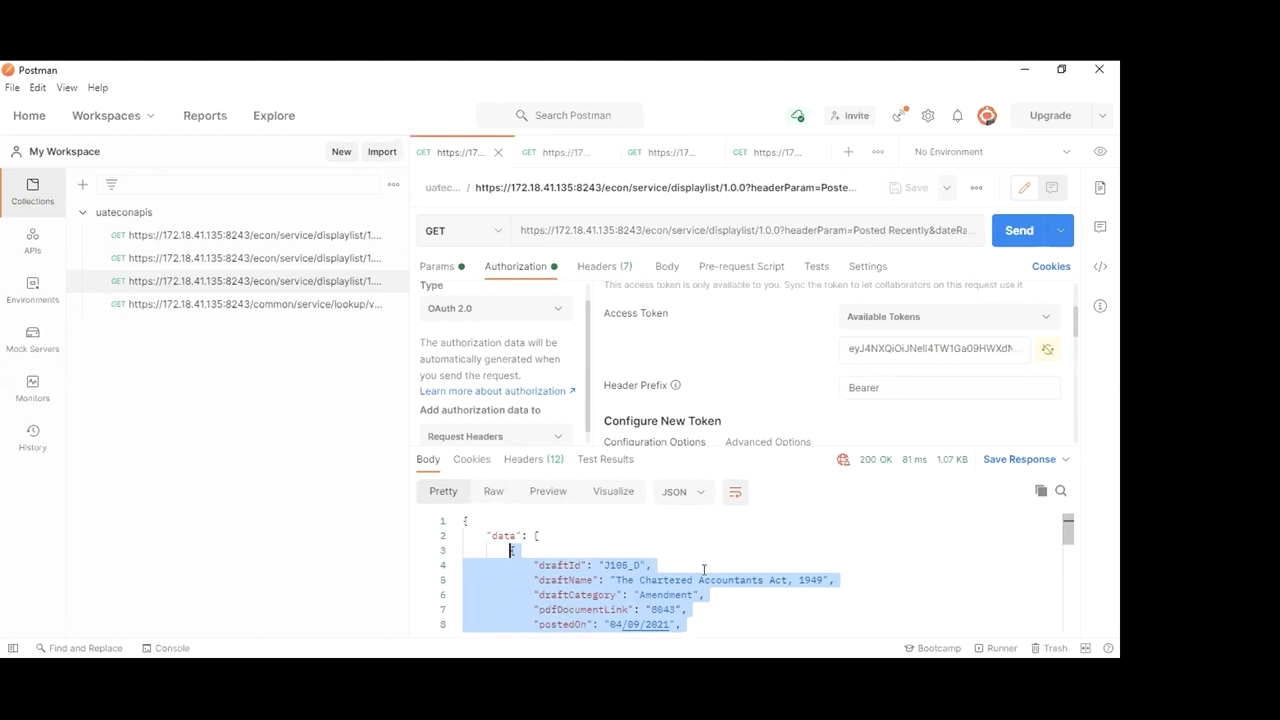 Postman
File Edit View Help
Home Workspaces Reports Explore Search Postman Invite Upgrade
My Workspace New Import
GET https://17... GET https://17... GET https://17... GET https://17... No Environment
Collections
APIs
Environments
Mock Servers
Monitors
History
uateconapis
GET https://172.18.41.135:8243/econ/service/displaylist/1....
GET https://172.18.41.135:8243/econ/service/displaylist/1....
GET https://172.18.41.135:8243/econ/service/displaylist/1....
GET https://172.18.41.135:8243/common/service/lookup/v...
uatec... / https://172.18.41.135:8243/econ/service/displaylist/1.0.0?headerParam=Poste... Save
GET https://172.18.41.135:8243/econ/service/displaylist/1.0.0?headerParam=Posted Recently&dateRa... Send
Params Authorization Headers (7) Body Pre-request Script Tests Settings Cookies
Type
OAuth 2.0
The authorization data will be
automatically generated when
you send the request.
Learn more about authorization ↗
Add authorization data to
Request Headers
This access token is only available to you. Sync the token to let collaborators on this request use it.
Access Token Available Tokens
Header Prefix Bearer
Configure New Token
Configuration Options Advanced Options
Body Cookies Headers (12) Test Results 200 OK 81 ms 1.07 KB Save Response
Pretty Raw Preview Visualize JSON
1 {
2 "data": [
3 {
4 "draftId": "J105_D",
5 "draftName": "The Chartered Accountants Act, 1949",
6 "draftCategory": "Amendment",
7 "pdfDocumentLink": "8043",
8 "postedOn": "04/09/2021",
Find and Replace Console Bootcamp Runner Trash